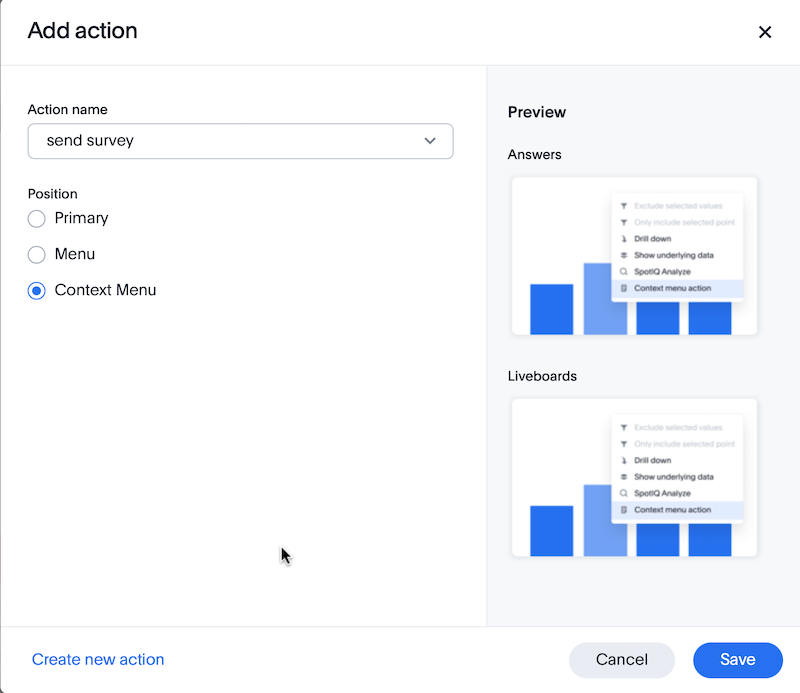 Add action
Action name
send survey
Position
Primary
Menu
Context Menu
Preview
Answers
Exclude selected values
Only include selected point
Drill down
Show underlying data
SpotIQ Analyze
Context menu action
Liveboards
Exclude selected values
Only include selected point
Drill down
Show underlying data
SpotIQ Analyze
Context menu action
Create new action
Cancel
Save